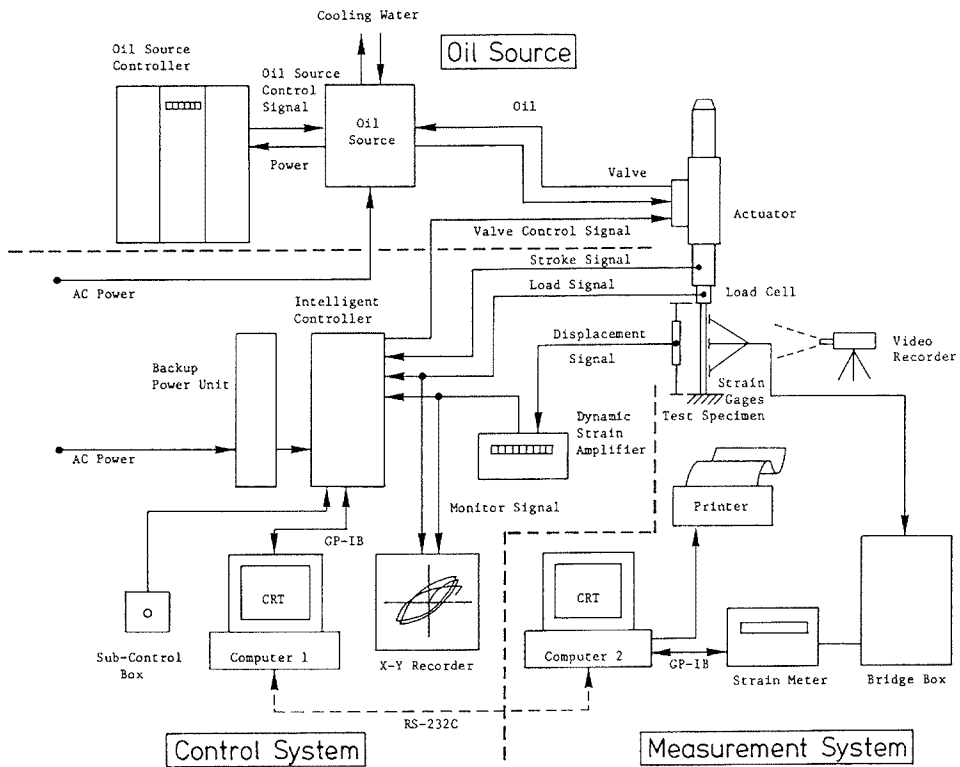 Cooling Water
Oil Source
Oil Source
Controller
Oil Source
Control
Signal
Oil
Source
Oil
Power
Valve
Actuator
Valve Control Signal
Stroke Signal
AC Power
Load Signal
Load Cell
Intelligent
Controller
Displacement
Signal
Video
Recorder
Backup
Power Unit
Strain
Gages
Test Specimen
Dynamic
Strain
Amplifier
AC Power
Printer
Monitor Signal
GP-IB
CRT
CRT
Sub-Control
Box
Computer 1
X-Y Recorder
Computer 2
GP-IB
Strain Meter
Bridge Box
RS-232C
Control System
Measurement System